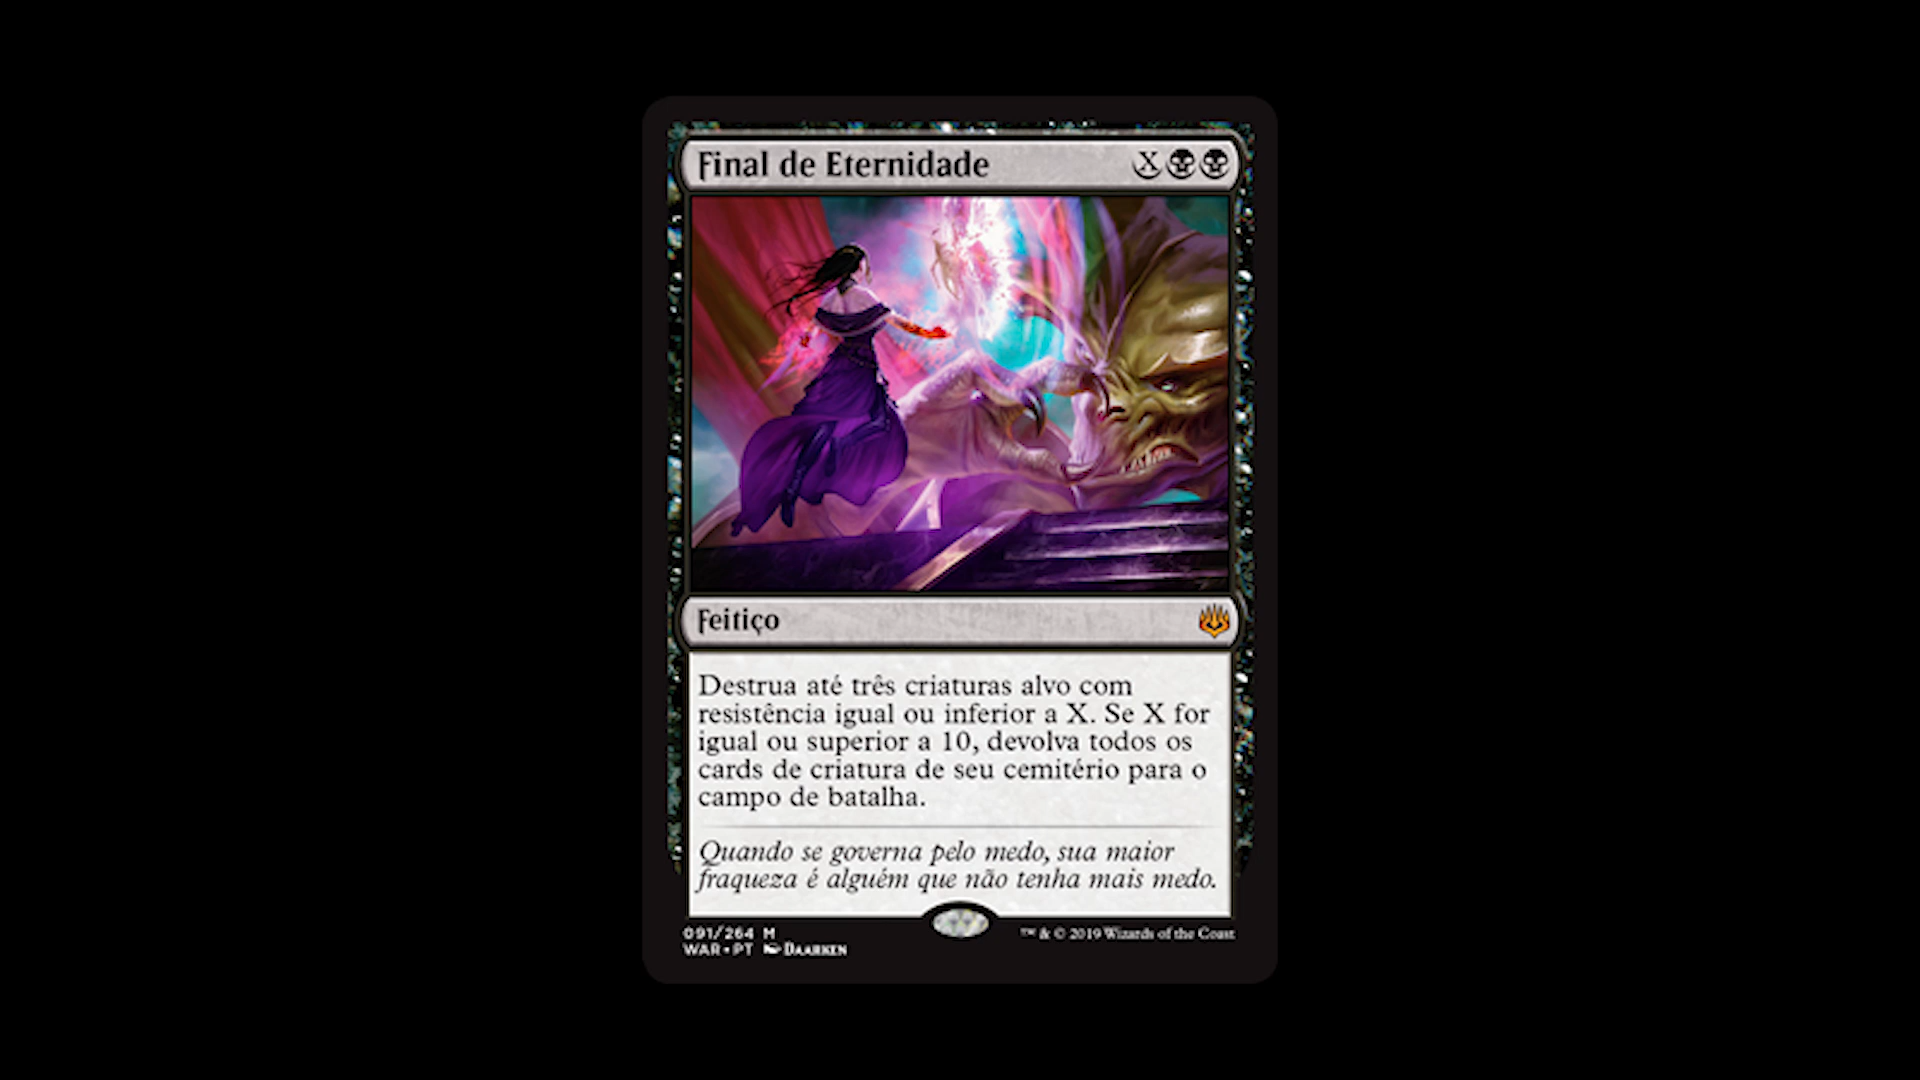 Final de Eternidade X
Feitiço
Destrua até três criaturas alvo com
resistência igual ou inferior a X. Se X for
igual ou superior a 10, devolva todos os
cards de criatura de seu cemitério para o
campo de batalha.
Quando se governa pelo medo, sua maior
fraqueza é alguém que não tenha mais medo.
091/264 M
WAR • PT Daarken
™ & © 2019 Wizards of the Coast